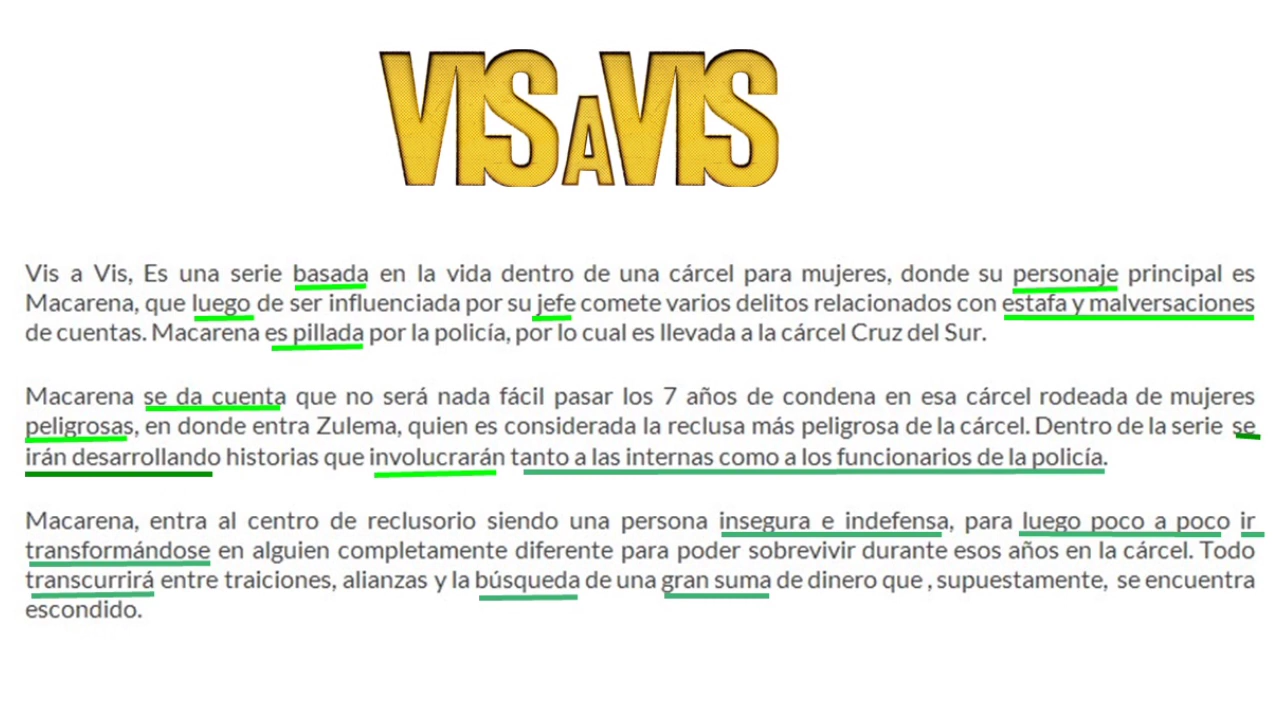 VIS A VIS
Vis a Vis, Es una serie basada en la vida dentro de una cárcel para mujeres, donde su personaje principal es
Macarena, que luego de ser influenciada por su jefe comete varios delitos relacionados con estafa y malversaciones
de cuentas. Macarena es pillada por la policía, por lo cual es llevada a la cárcel Cruz del Sur.
Macarena se da cuenta que no será nada fácil pasar los 7 años de condena en esa cárcel rodeada de mujeres
peligrosas, en donde entra Zulema, quien es considerada la reclusa más peligrosa de la cárcel. Dentro de la serie se
irán desarrollando historias que involucrarán tanto a las internas como a los funcionarios de la policía.
Macarena, entra al centro de reclusorio siendo una persona insegura e indefensa, para luego poco a poco ir
transformándose en alguien completamente diferente para poder sobrevivir durante esos años en la cárcel. Todo
transcurrirá entre traiciones, alianzas y la búsqueda de una gran suma de dinero que , supuestamente, se encuentra
escondido.